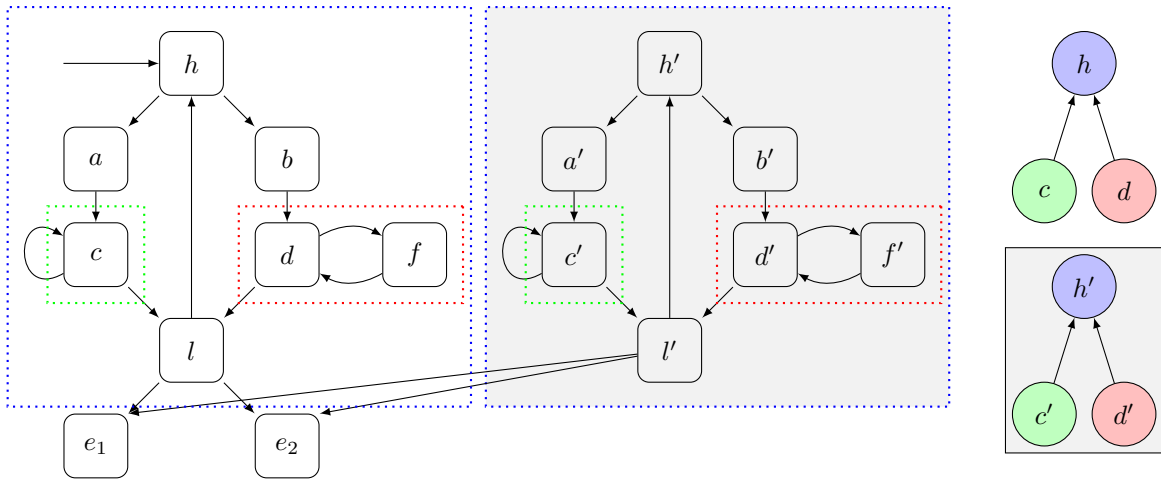 h h′ h
a b a′ b′
c d
c d f c′ d′ f′
h′
l l′
c′ d′
e₁ e₂